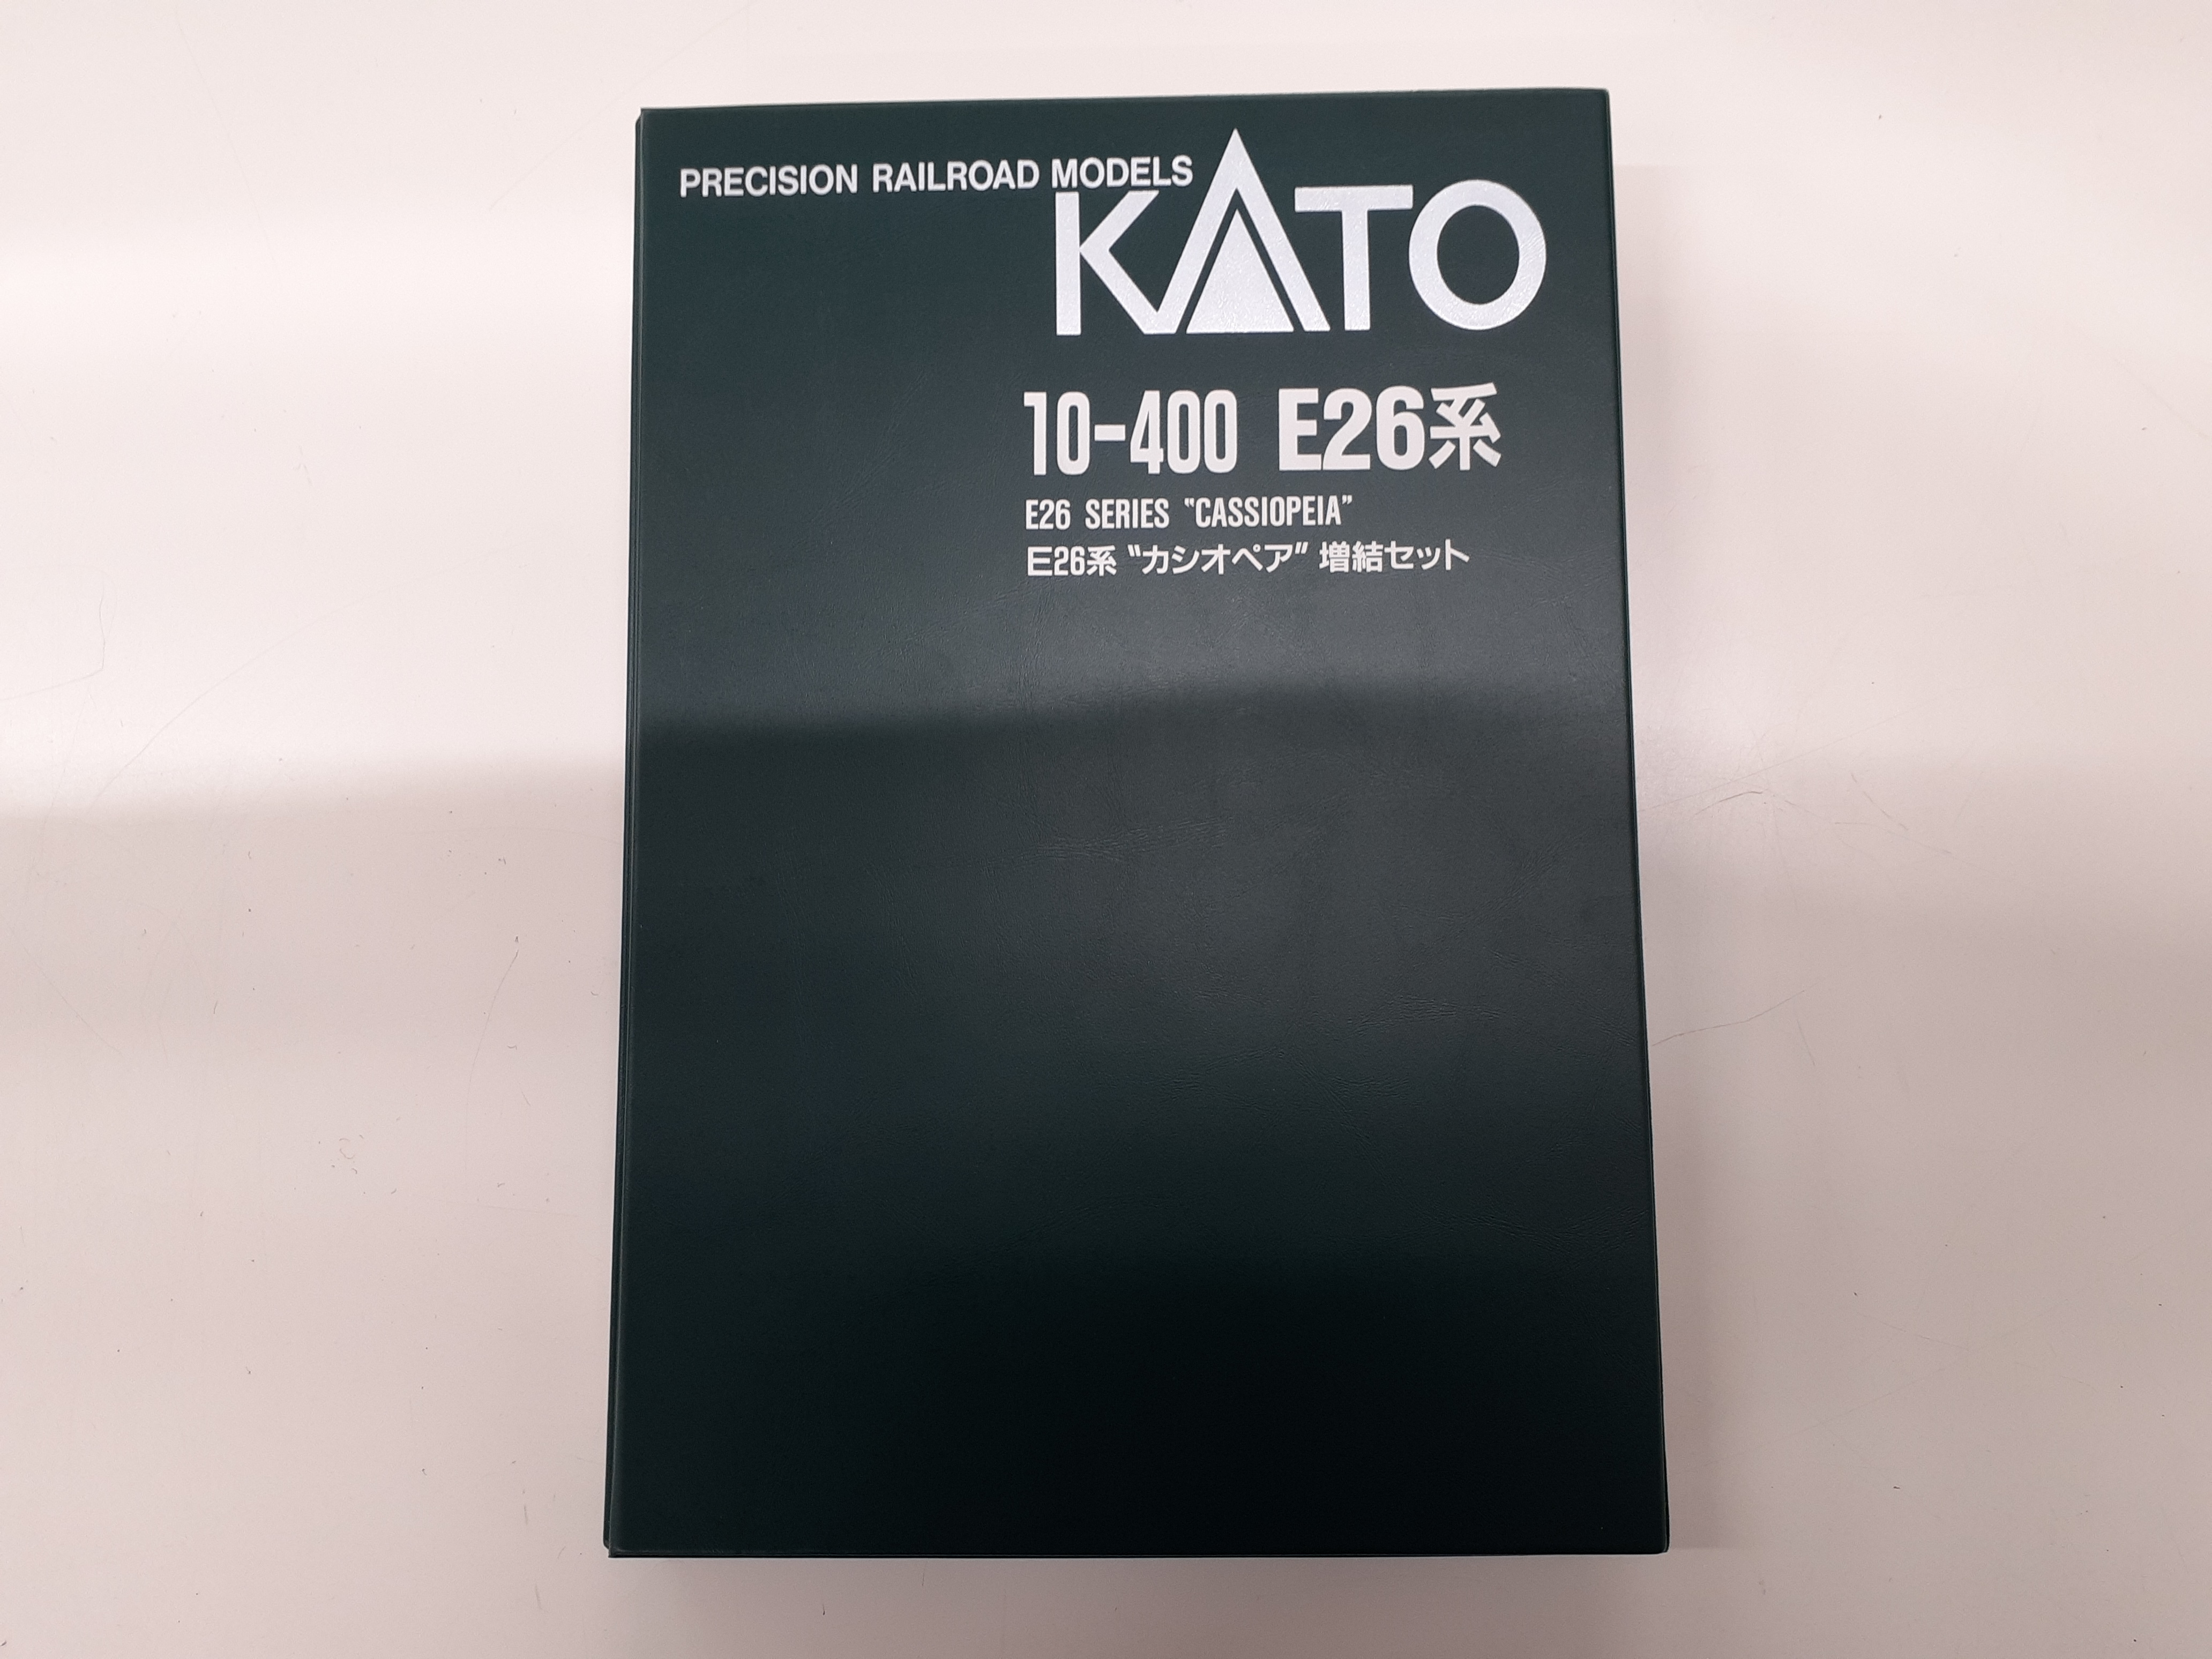 PRECISION RAILROAD MODELS
KATO
10-400 E26系
E26 SERIES "CASSIOPEIA"
E26系 "カシオペア" 増結セット